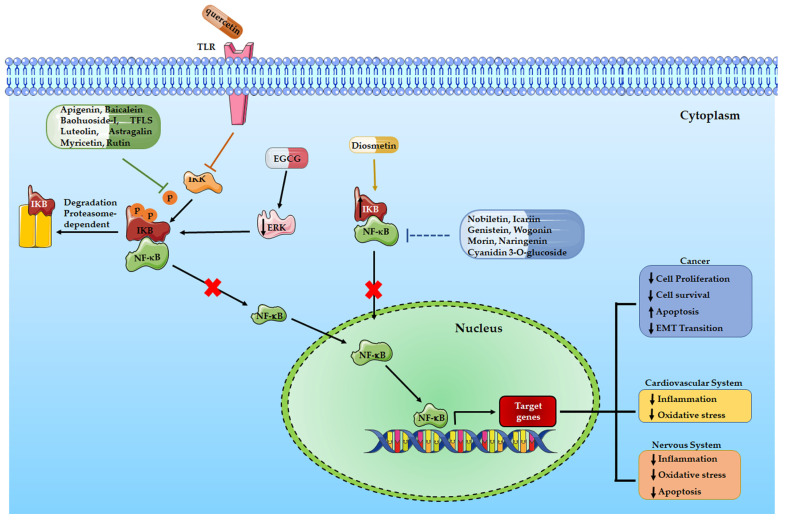 quercetin
TLR
Cytoplasm
Apigenin, Baicalein
Baohuoside-I, TFLS
Luteolin, Astragalin
Myricetin, Rutin
EGCG
Diosmetin
P
IKK
IKB
Degradation
Proteasome-
dependent
P
P
IKB
NF-κB
ERK
IKB
NF-κB
Nobiletin, Icariin
Genistein, Wogonin
Morin, Naringenin
Cyanidin 3-O-glucoside
NF-κB
Nucleus
NF-κB
NF-κB
Target
genes
Cancer
Cell Proliferation
Cell survival
Apoptosis
EMT Transition
Cardiovascular System
Inflammation
Oxidative stress
Nervous System
Inflammation
Oxidative stress
Apoptosis